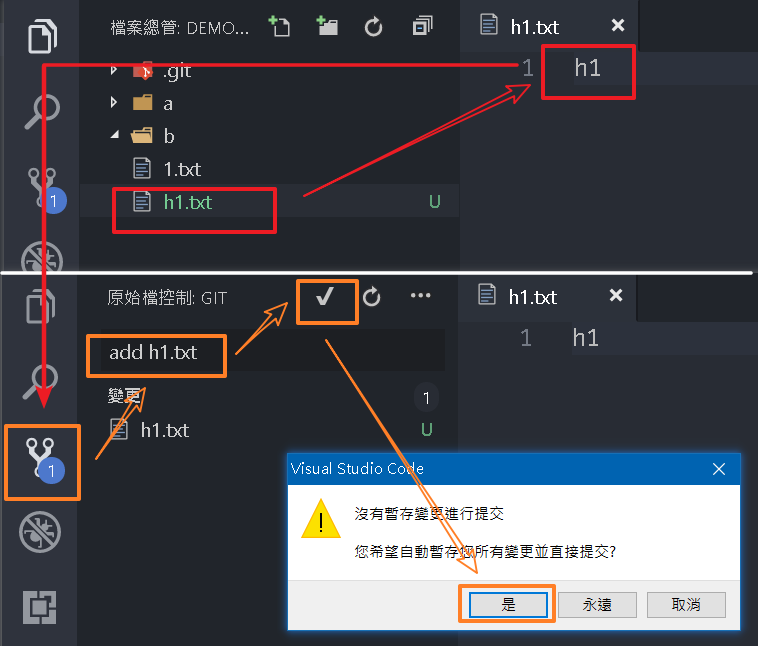 檔案總管: DEMO...
h1.txt
1
h1
.git
a
b
1.txt
h1.txt
U
1
原始檔控制: GIT
h1.txt
1
h1
add h1.txt
變更
1
h1.txt
U
1
Visual Studio Code
沒有暫存變更進行提交
您希望自動暫存您所有變更並直接提交?
是
永遠
取消